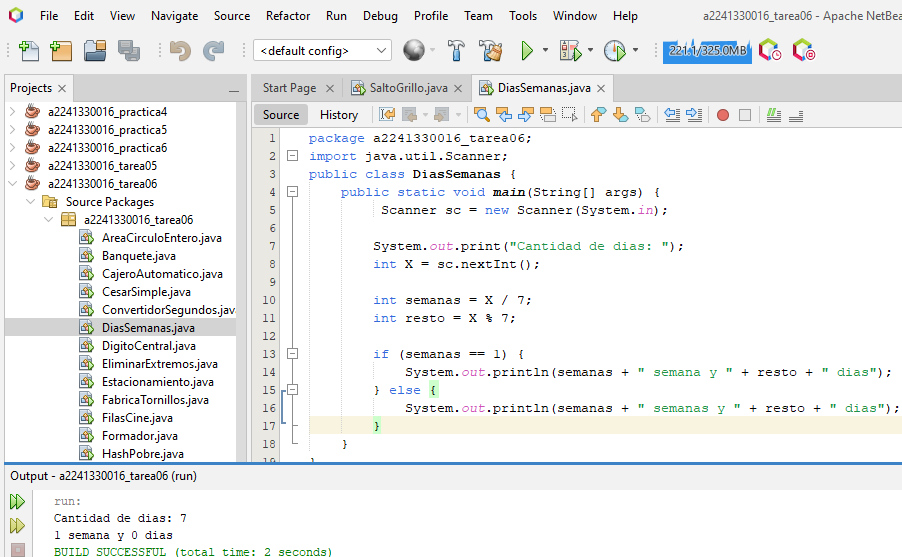 File Edit View Navigate Source Refactor Run Debug Profile Team Tools Window Help a2241330016_tarea06 - Apache NetBea
<default config> 221.1/325.0MB
Projects
a2241330016_practica4
a2241330016_practica5
a2241330016_practica6
a2241330016_tarea05
a2241330016_tarea06
Source Packages
a2241330016_tarea06
AreaCirculoEntero.java
Banquete.java
CajeroAutomatico.java
CesarSimple.java
ConvertidorSegundos.java
DiasSemanas.java
DigitoCentral.java
EliminarExtremos.java
Estacionamiento.java
FabricaTornillos.java
FilasCine.java
Formador.java
HashPobre.java
Start Page SaltoGrillo.java DiasSemanas.java
Source History
1 package a2241330016_tarea06;
2 import java.util.Scanner;
3 public class DiasSemanas {
4 public static void main(String[] args) {
5 Scanner sc = new Scanner(System.in);
6
7 System.out.print("Cantidad de dias: ");
8 int X = sc.nextInt();
9
10 int semanas = X / 7;
11 int resto = X % 7;
12
13 if (semanas == 1) {
14 System.out.println(semanas + " semana y " + resto + " dias");
15 } else {
16 System.out.println(semanas + " semanas y " + resto + " dias");
17 }
18 }
19 }
Output - a2241330016_tarea06 (run)
run:
Cantidad de dias: 7
1 semana y 0 dias
BUILD SUCCESSFUL (total time: 2 seconds)